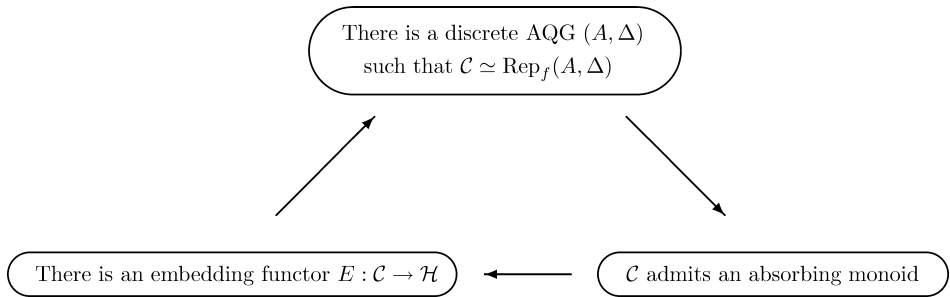 There is a discrete AQG (A, Δ)
such that 𝒞 ≃ Rep_f(A, Δ)
There is an embedding functor E : 𝒞 → ℋ
𝒞 admits an absorbing monoid